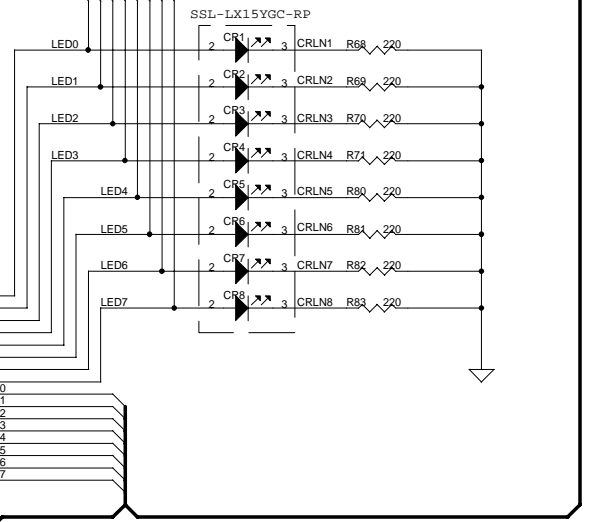 SSL-LX15YGC-RP
LED0 2 CR1 3 CRLN1 R68 220
LED1 2 CR2 3 CRLN2 R69 220
LED2 2 CR3 3 CRLN3 R70 220
LED3 2 CR4 3 CRLN4 R71 220
LED4 2 CR5 3 CRLN5 R80 220
LED5 2 CR6 3 CRLN6 R81 220
LED6 2 CR7 3 CRLN7 R82 220
LED7 2 CR8 3 CRLN8 R83 220
0
1
2
3
4
5
6
7